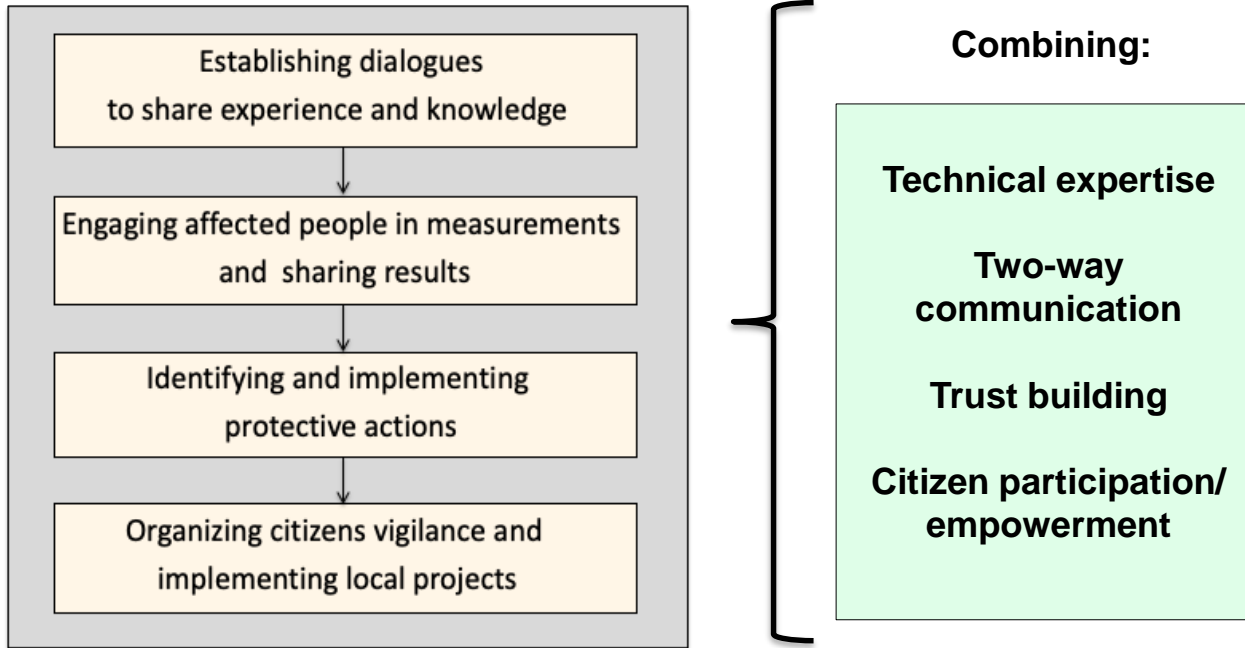 Establishing dialogues
to share experience and knowledge
Engaging affected people in measurements
and sharing results
Identifying and implementing
protective actions
Organizing citizens vigilance and
implementing local projects
Combining:
Technical expertise
Two-way
communication
Trust building
Citizen participation/
empowerment